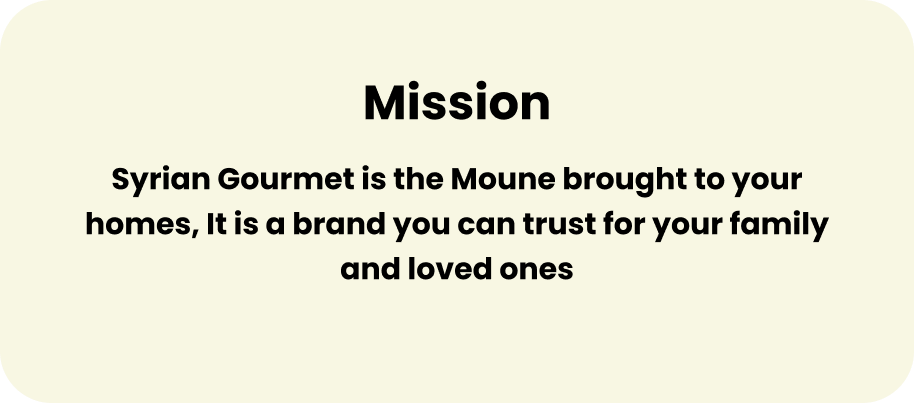 Mission
Syrian Gourmet is the Moune brought to your
homes, It is a brand you can trust for your family
and loved ones